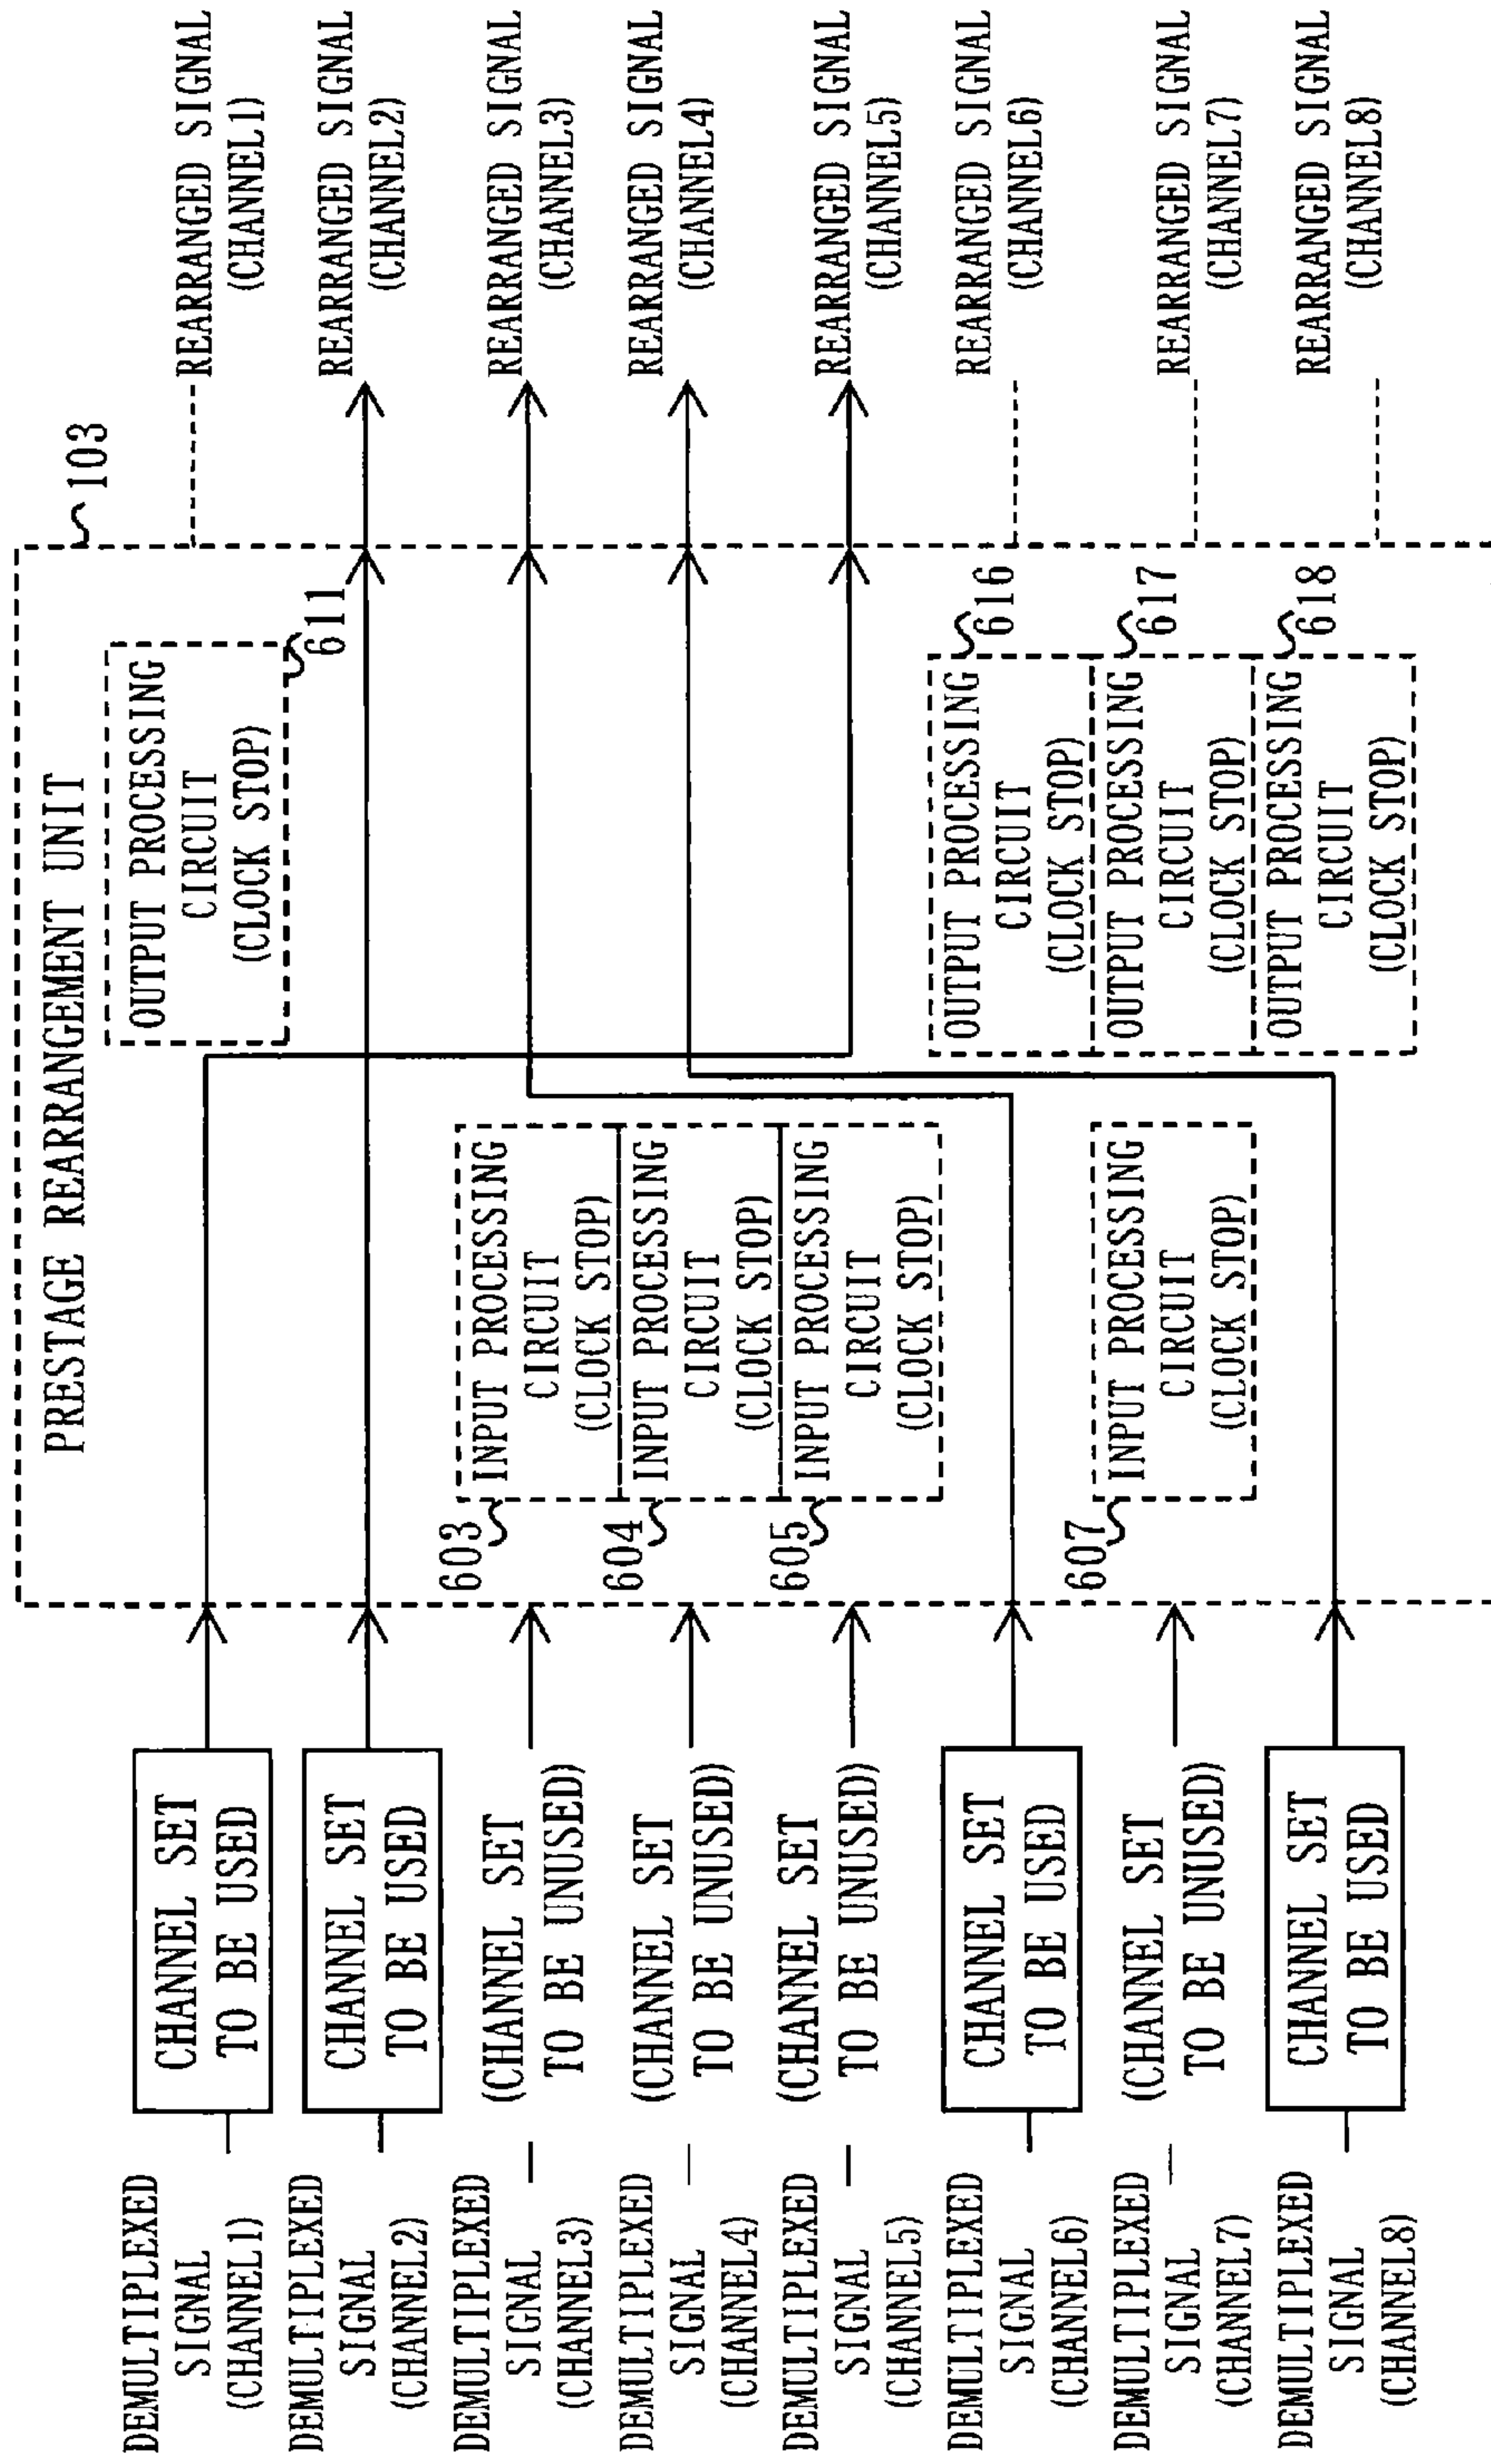 DEMULTIPLEXED
SIGNAL
(CHANNEL1)
DEMULTIPLEXED
SIGNAL
(CHANNEL2)
DEMULTIPLEXED
SIGNAL
(CHANNEL3)
DEMULTIPLEXED
SIGNAL
(CHANNEL4)
DEMULTIPLEXED
SIGNAL
(CHANNEL5)
DEMULTIPLEXED
SIGNAL
(CHANNEL6)
DEMULTIPLEXED
SIGNAL
(CHANNEL7)
DEMULTIPLEXED
SIGNAL
(CHANNEL8)
CHANNEL SET
TO BE USED
CHANNEL SET
TO BE USED
(CHANNEL SET
TO BE UNUSED)
(CHANNEL SET
TO BE UNUSED)
(CHANNEL SET
TO BE UNUSED)
CHANNEL SET
TO BE USED
(CHANNEL SET
TO BE UNUSED)
CHANNEL SET
TO BE USED
PRESTAGE REARRANGEMENT UNIT
103
603
INPUT PROCESSING
CIRCUIT
(CLOCK STOP)
604
INPUT PROCESSING
CIRCUIT
(CLOCK STOP)
605
INPUT PROCESSING
CIRCUIT
(CLOCK STOP)
607
INPUT PROCESSING
CIRCUIT
(CLOCK STOP)
OUTPUT PROCESSING
CIRCUIT
(CLOCK STOP)
611
OUTPUT PROCESSING
CIRCUIT
(CLOCK STOP)
616
OUTPUT PROCESSING
CIRCUIT
(CLOCK STOP)
617
OUTPUT PROCESSING
CIRCUIT
(CLOCK STOP)
618
REARRANGED SIGNAL
(CHANNEL1)
REARRANGED SIGNAL
(CHANNEL2)
REARRANGED SIGNAL
(CHANNEL3)
REARRANGED SIGNAL
(CHANNEL4)
REARRANGED SIGNAL
(CHANNEL5)
REARRANGED SIGNAL
(CHANNEL6)
REARRANGED SIGNAL
(CHANNEL7)
REARRANGED SIGNAL
(CHANNEL8)